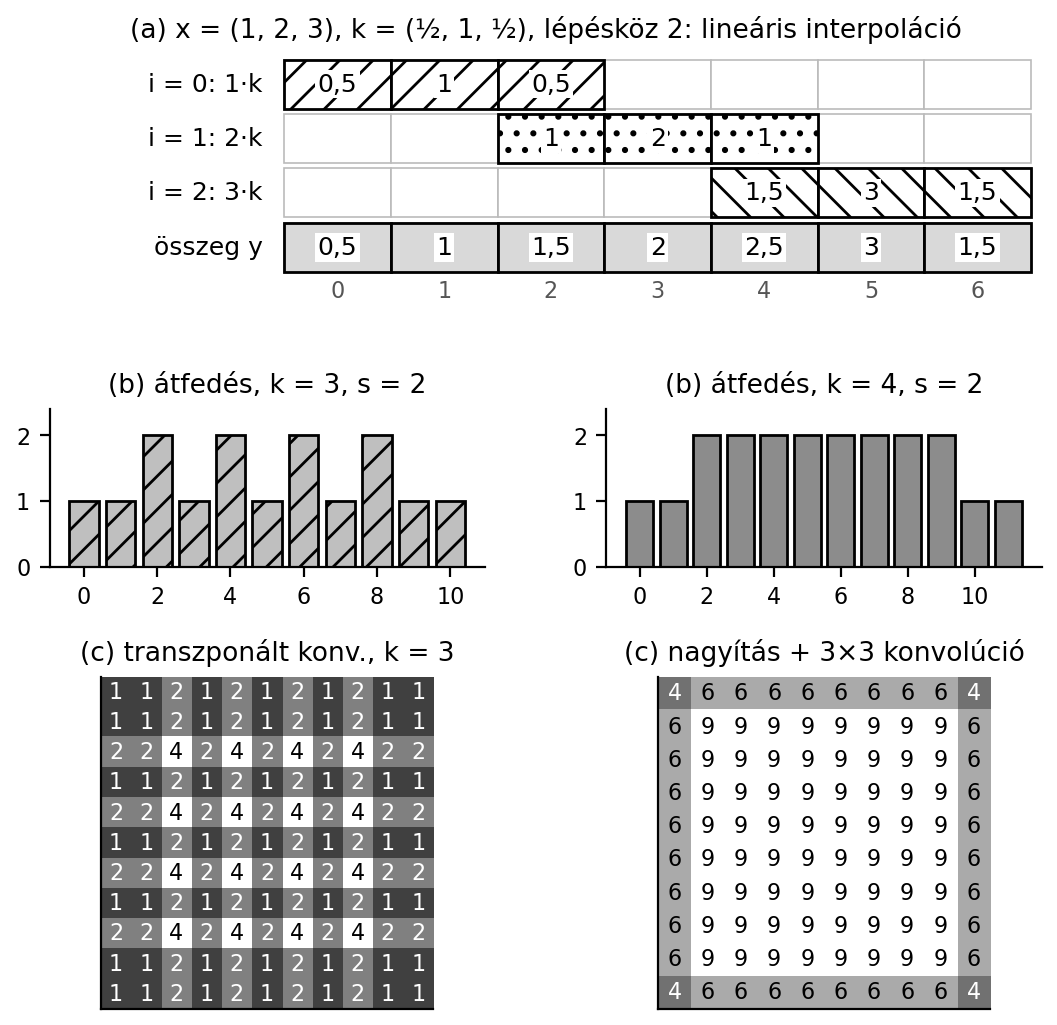 (a) x = (1, 2, 3), k = (½, 1, ½), lépésköz 2: lineáris interpoláció
i = 0: 1·k 0,5 1 0,5
i = 1: 2·k 1 2 1
i = 2: 3·k 1,5 3 1,5
összeg y 0,5 1 1,5 2 2,5 3 1,5
0 1 2 3 4 5 6
(b) átfedés, k = 3, s = 2
2
1
0
0 2 4 6 8 10
(b) átfedés, k = 4, s = 2
2
1
0
0 2 4 6 8 10
(c) transzponált konv., k = 3
1 1 2 1 2 1 2 1 2 1 1
1 1 2 1 2 1 2 1 2 1 1
2 2 4 2 4 2 4 2 4 2 2
1 1 2 1 2 1 2 1 2 1 1
2 2 4 2 4 2 4 2 4 2 2
1 1 2 1 2 1 2 1 2 1 1
2 2 4 2 4 2 4 2 4 2 2
1 1 2 1 2 1 2 1 2 1 1
2 2 4 2 4 2 4 2 4 2 2
1 1 2 1 2 1 2 1 2 1 1
1 1 2 1 2 1 2 1 2 1 1
(c) nagyítás + 3×3 konvolúció
4 6 6 6 6 6 6 6 6 4
6 9 9 9 9 9 9 9 9 6
6 9 9 9 9 9 9 9 9 6
6 9 9 9 9 9 9 9 9 6
6 9 9 9 9 9 9 9 9 6
6 9 9 9 9 9 9 9 9 6
6 9 9 9 9 9 9 9 9 6
6 9 9 9 9 9 9 9 9 6
6 9 9 9 9 9 9 9 9 6
4 6 6 6 6 6 6 6 6 4